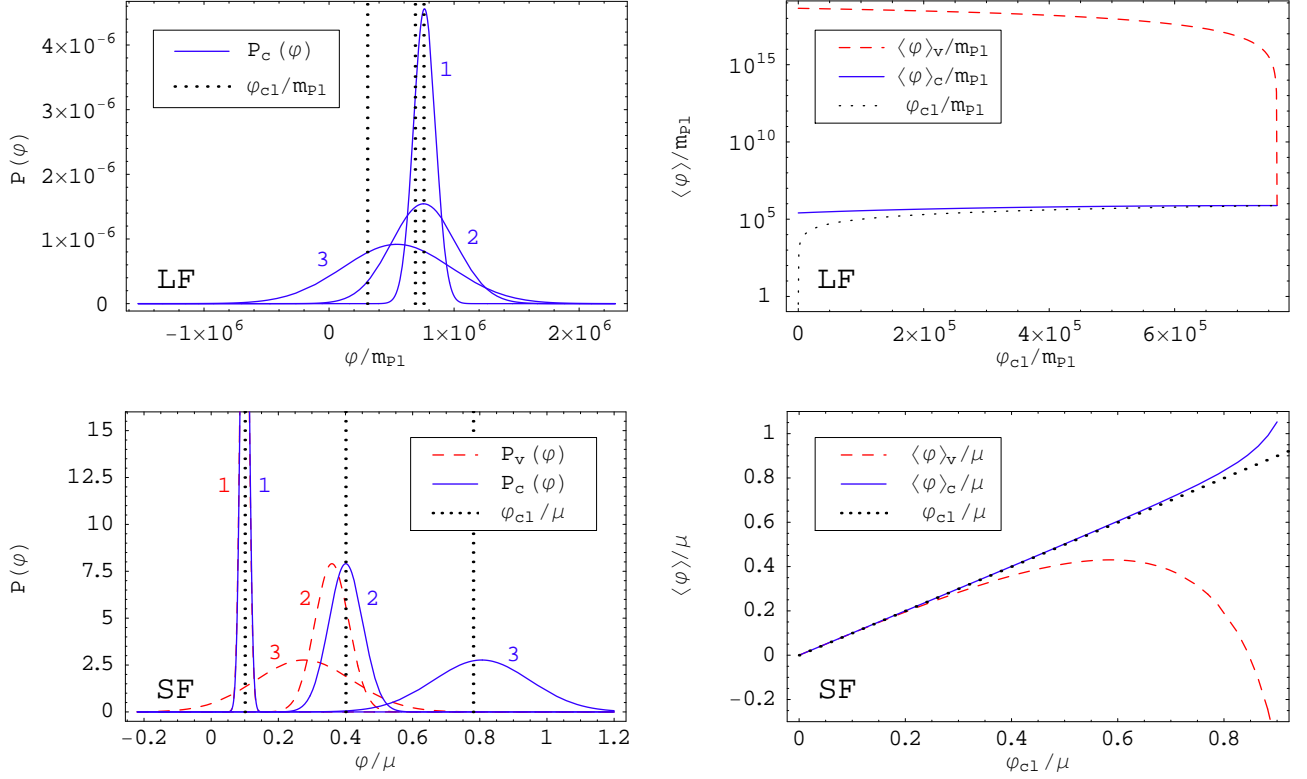 4×10⁻⁶
3×10⁻⁶
2×10⁻⁶
1×10⁻⁶
0
P(φ)
P_c(φ)
φ_cl/m_Pl
1
2
3
LF
−1×10⁶ 0 1×10⁶ 2×10⁶
φ/m_Pl
10¹⁵
10¹⁰
10⁵
1
⟨φ⟩/m_Pl
⟨φ⟩_v/m_Pl
⟨φ⟩_c/m_Pl
φ_cl/m_Pl
LF
0 2×10⁵ 4×10⁵ 6×10⁵
φ_cl/m_Pl
15
12.5
10
7.5
5
2.5
0
P(φ)
P_v(φ)
P_c(φ)
φ_cl/μ
1 1
2 2
3 3
SF
−0.2 0 0.2 0.4 0.6 0.8 1 1.2
φ/μ
1
0.8
0.6
0.4
0.2
0
−0.2
⟨φ⟩/μ
⟨φ⟩_v/μ
⟨φ⟩_c/μ
φ_cl/μ
SF
0 0.2 0.4 0.6 0.8
φ_cl/μ